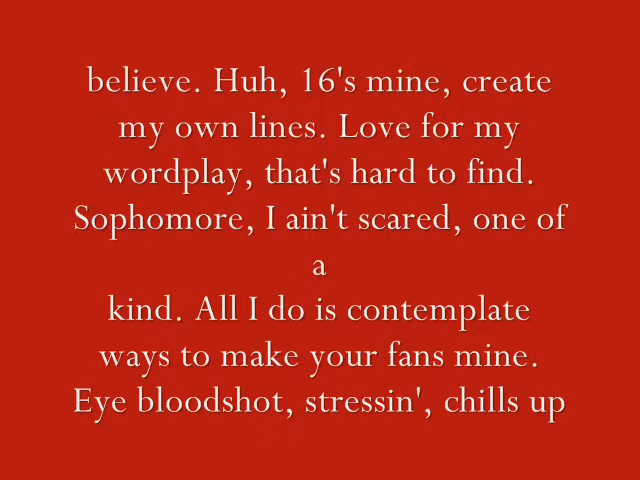 believe. Huh, 16's mine, create
my own lines. Love for my
wordplay, that's hard to find.
Sophomore, I ain't scared, one of
a
kind. All I do is contemplate
ways to make your fans mine.
Eye bloodshot, stressin', chills up